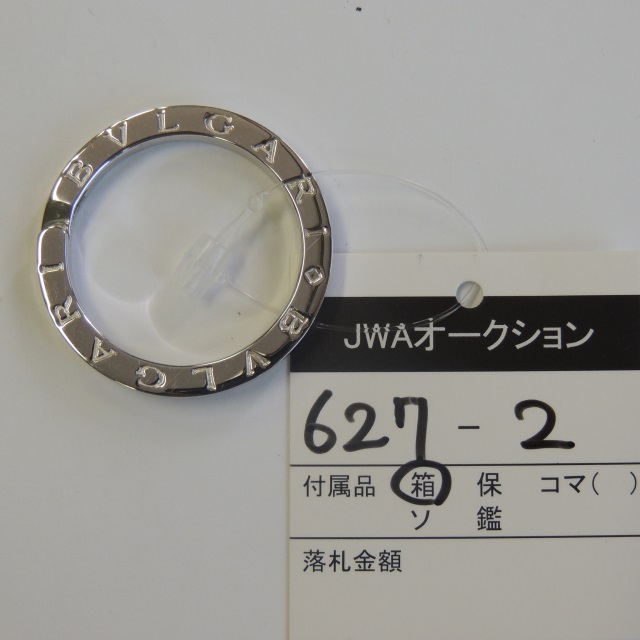 BVLGARI
BVLGARI
JWAオークション
627-2
付属品 箱 保 コマ( )
ソ 鑑
落札金額